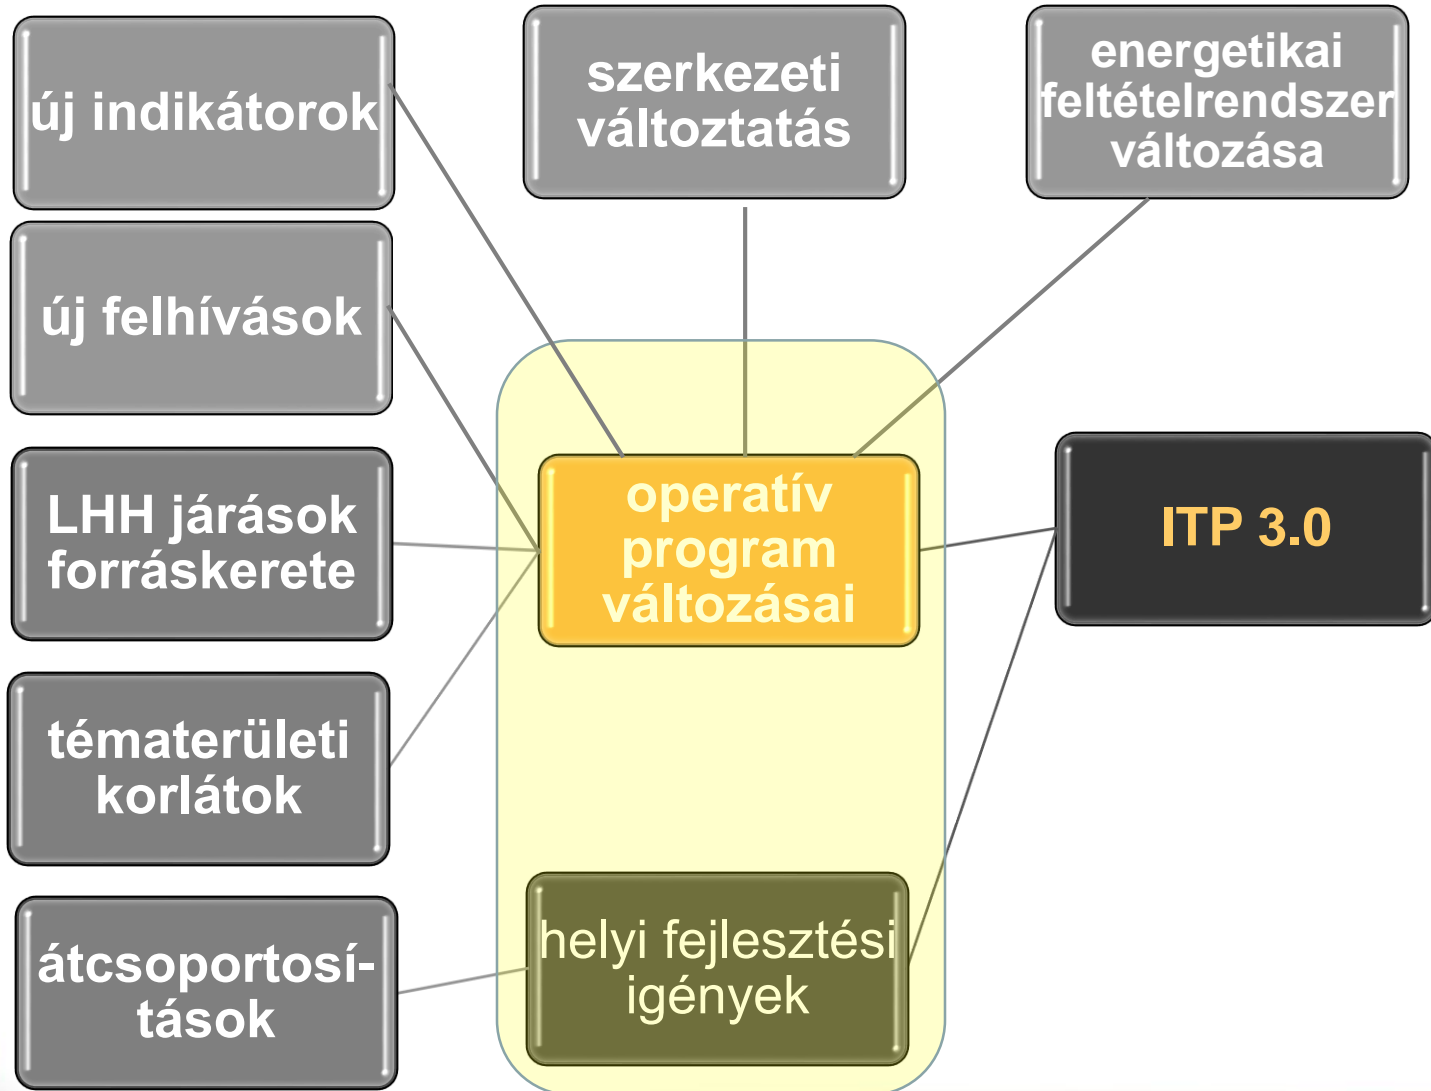 új indikátorok
szerkezeti
változtatás
energetikai
feltételrendszer
változása
új felhívások
LHH járások
forráskerete
operatív
program
változásai
ITP 3.0
tématerületi
korlátok
átcsoportosí-
tások
helyi fejlesztési
igények